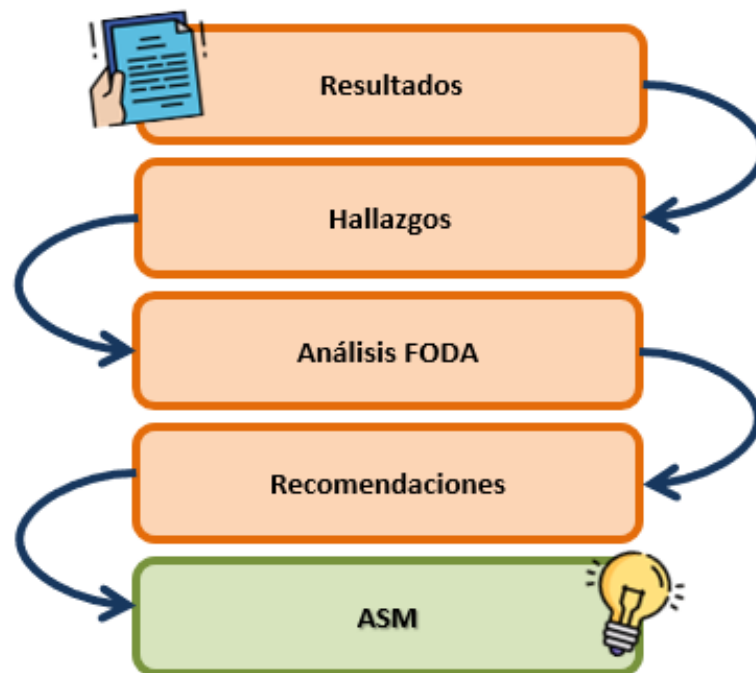 Resultados
Hallazgos
Análisis FODA
Recomendaciones
ASM